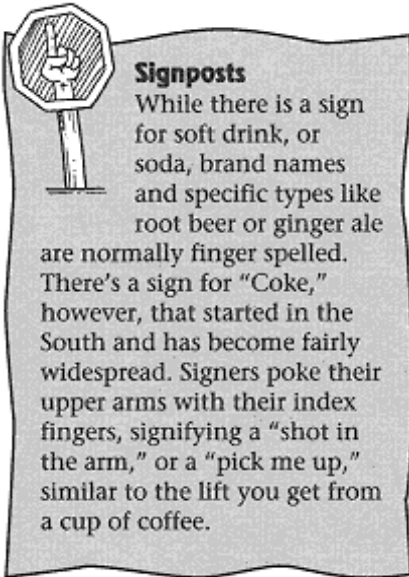 Signposts
While there is a sign
for soft drink, or
soda, brand names
and specific types like
root beer or ginger ale
are normally finger spelled.
There's a sign for “Coke,”
however, that started in the
South and has become fairly
widespread. Signers poke their
upper arms with their index
fingers, signifying a “shot in
the arm,” or a “pick me up,”
similar to the lift you get from
a cup of coffee.